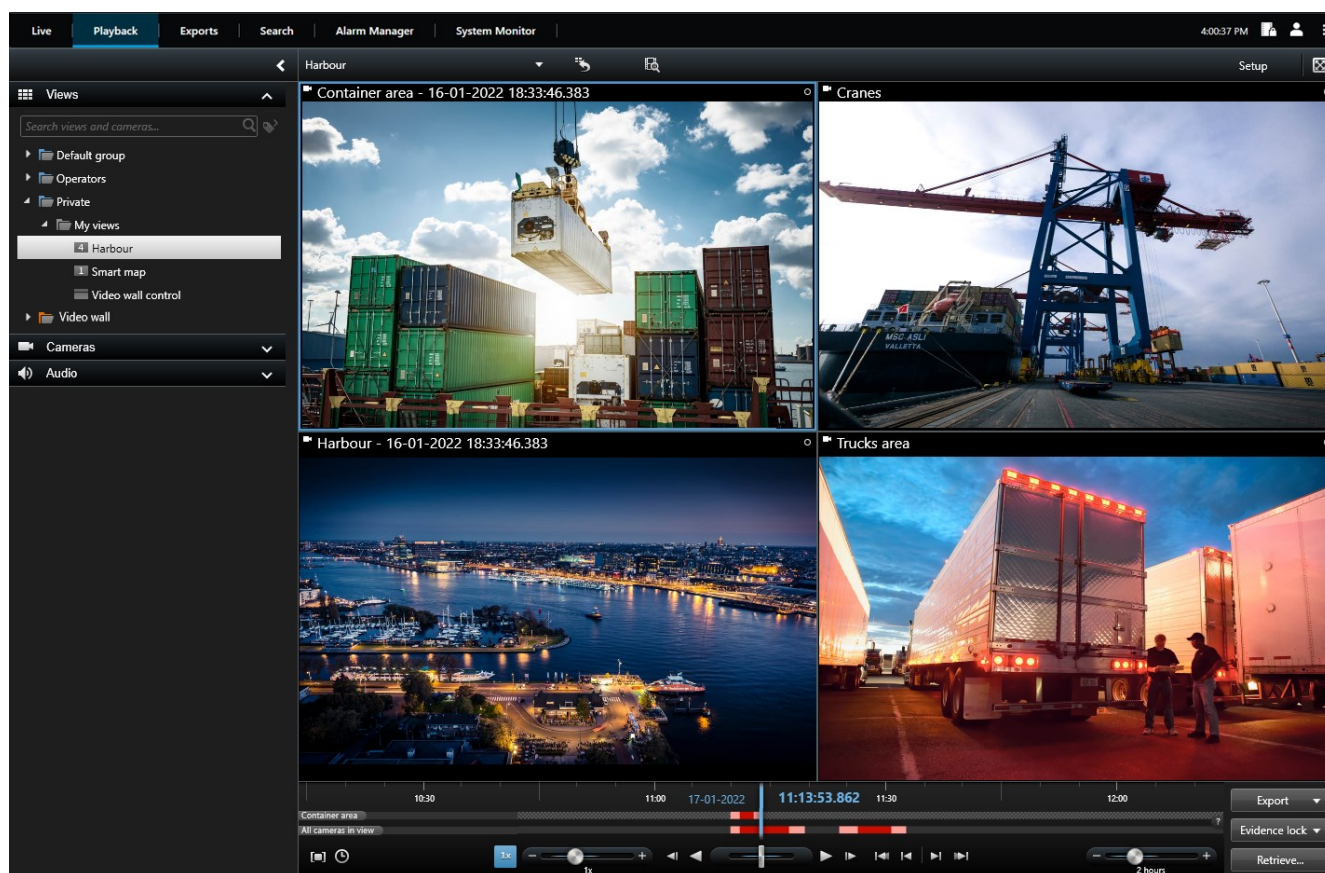 Live Playback Exports Search Alarm Manager System Monitor 4:00:37 PM
Harbour Setup
Views
Search views and cameras...
Default group
Operators
Private
My views
4 Harbour
1 Smart map
Video wall control
Video wall
Cameras
Audio
Container area - 16-01-2022 18:33:46.383
Cranes
MSC ASLI
VALLETTA
Harbour - 16-01-2022 18:33:46.383
Trucks area
10:30 11:00 17-01-2022 11:13:53.862 11:30 12:00
Container area
All cameras in view
?
Export
Evidence lock
Retrieve...
1x
1x
2 hours